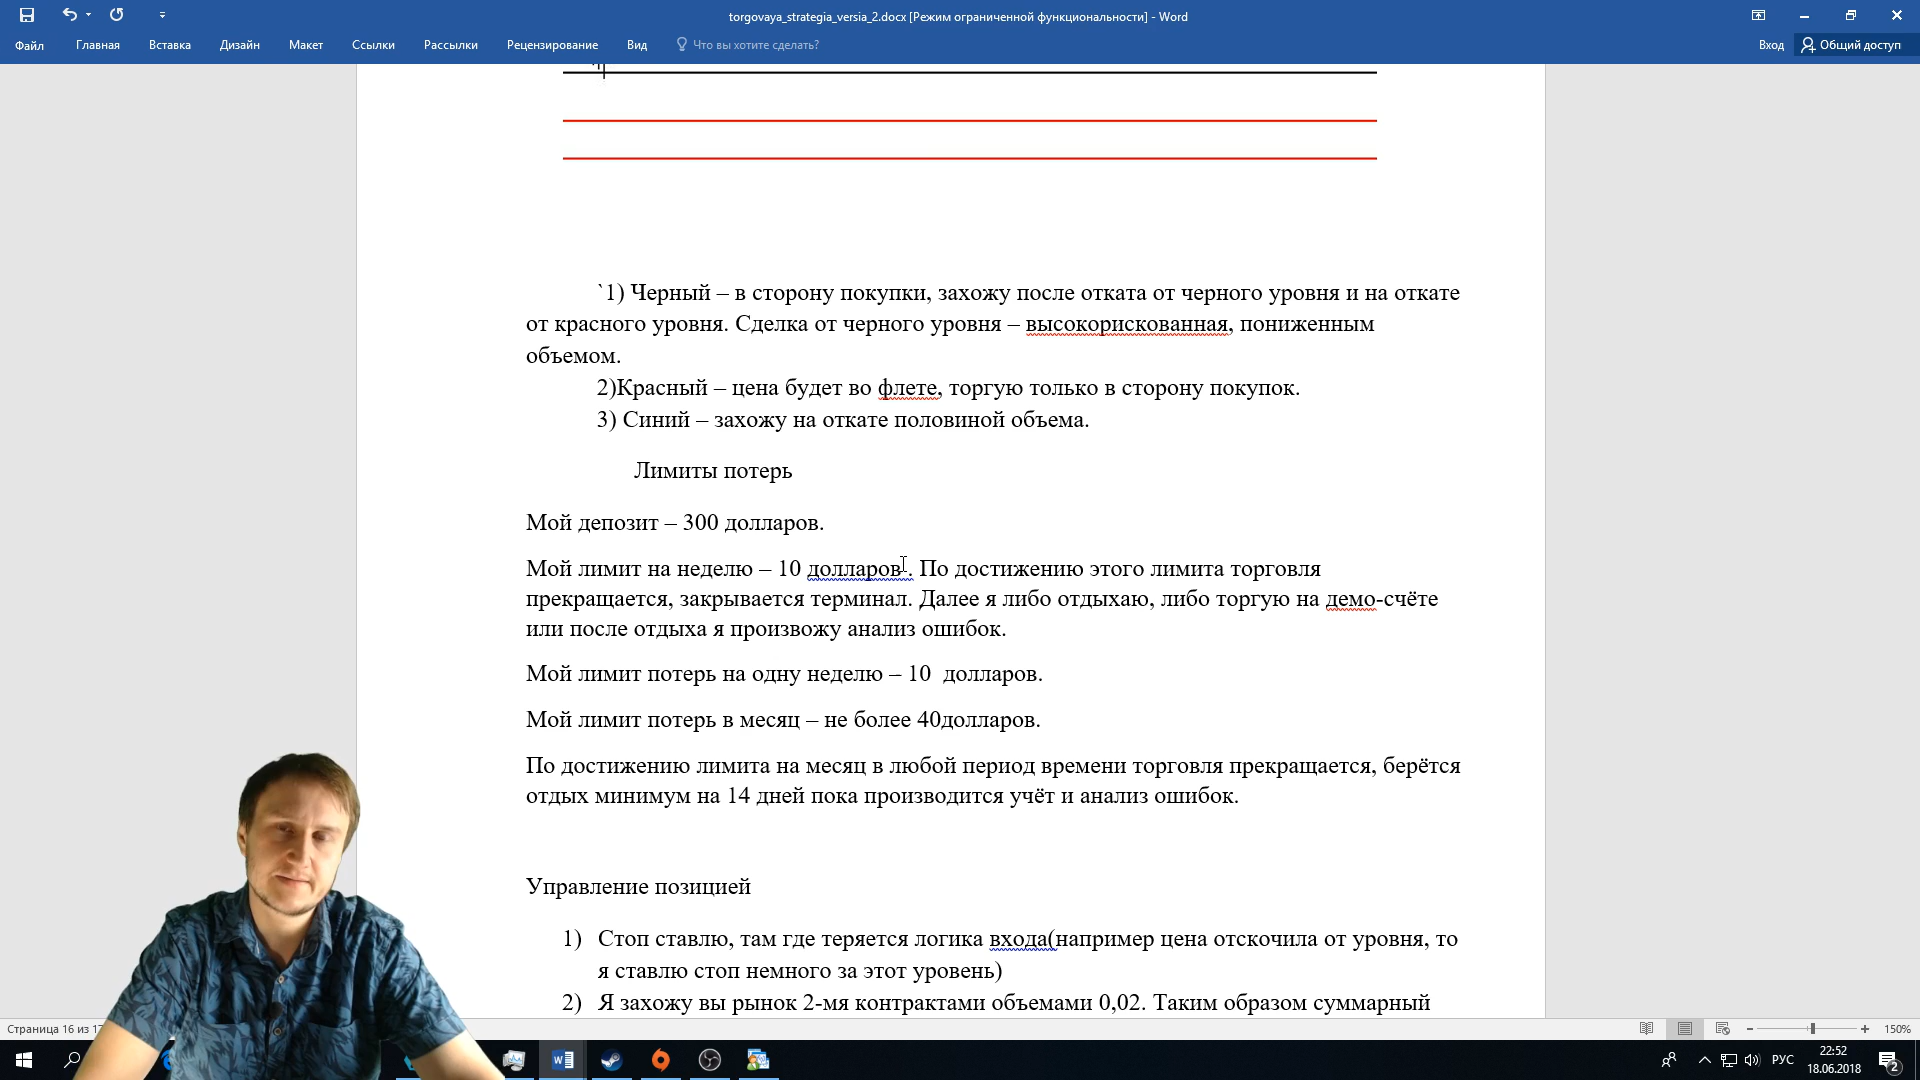 torgovaya_strategia_versia_2.docx [Режим ограниченной функциональности] - Word
Файл Главная Вставка Дизайн Макет Ссылки Рассылки Рецензирование Вид Что вы хотите сделать? Вход Общий доступ
`1) Черный – в сторону покупки, захожу после отката от черного уровня и на откате
от красного уровня. Сделка от черного уровня – высокорискованная, пониженным
объемом.
2)Красный – цена будет во флете, торгую только в сторону покупок.
3) Синий – захожу на откате половиной объема.
Лимиты потерь
Мой депозит – 300 долларов.
Мой лимит на неделю – 10 долларов . По достижению этого лимита торговля
прекращается, закрывается терминал. Далее я либо отдыхаю, либо торгую на демо-счёте
или после отдыха я произвожу анализ ошибок.
Мой лимит потерь на одну неделю – 10  долларов.
Мой лимит потерь в месяц – не более 40долларов.
По достижению лимита на месяц в любой период времени торговля прекращается, берётся
отдых минимум на 14 дней пока производится учёт и анализ ошибок.
Управление позицией
1) Стоп ставлю, там где теряется логика входа(например цена отскочила от уровня, то
я ставлю стоп немного за этот уровень)
2) Я захожу вы рынок 2-мя контрактами объемами 0,02. Таким образом суммарный
Страница 16 из 150%
РУС 22:52
18.06.2018 2